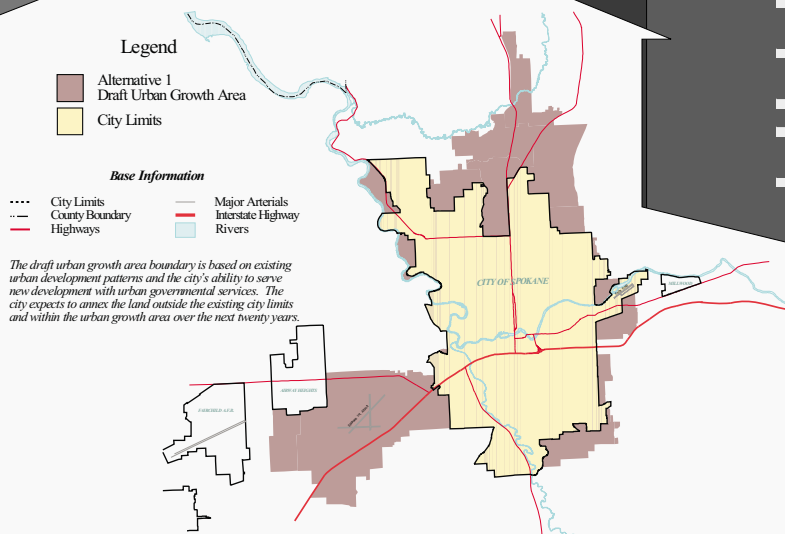 Legend
Alternative 1
Draft Urban Growth Area
City Limits
Base Information
City Limits
County Boundary
Highways
Major Arterials
Interstate Highway
Rivers
The draft urban growth area boundary is based on existing
urban development patterns and the city's ability to serve
new development with urban governmental services. The
city expects to annex the land outside the existing city limits
and within the urban growth area over the next twenty years.
CITY OF SPOKANE
MILLWOOD
AIRWAY HEIGHTS
FAIRCHILD A.F.B.